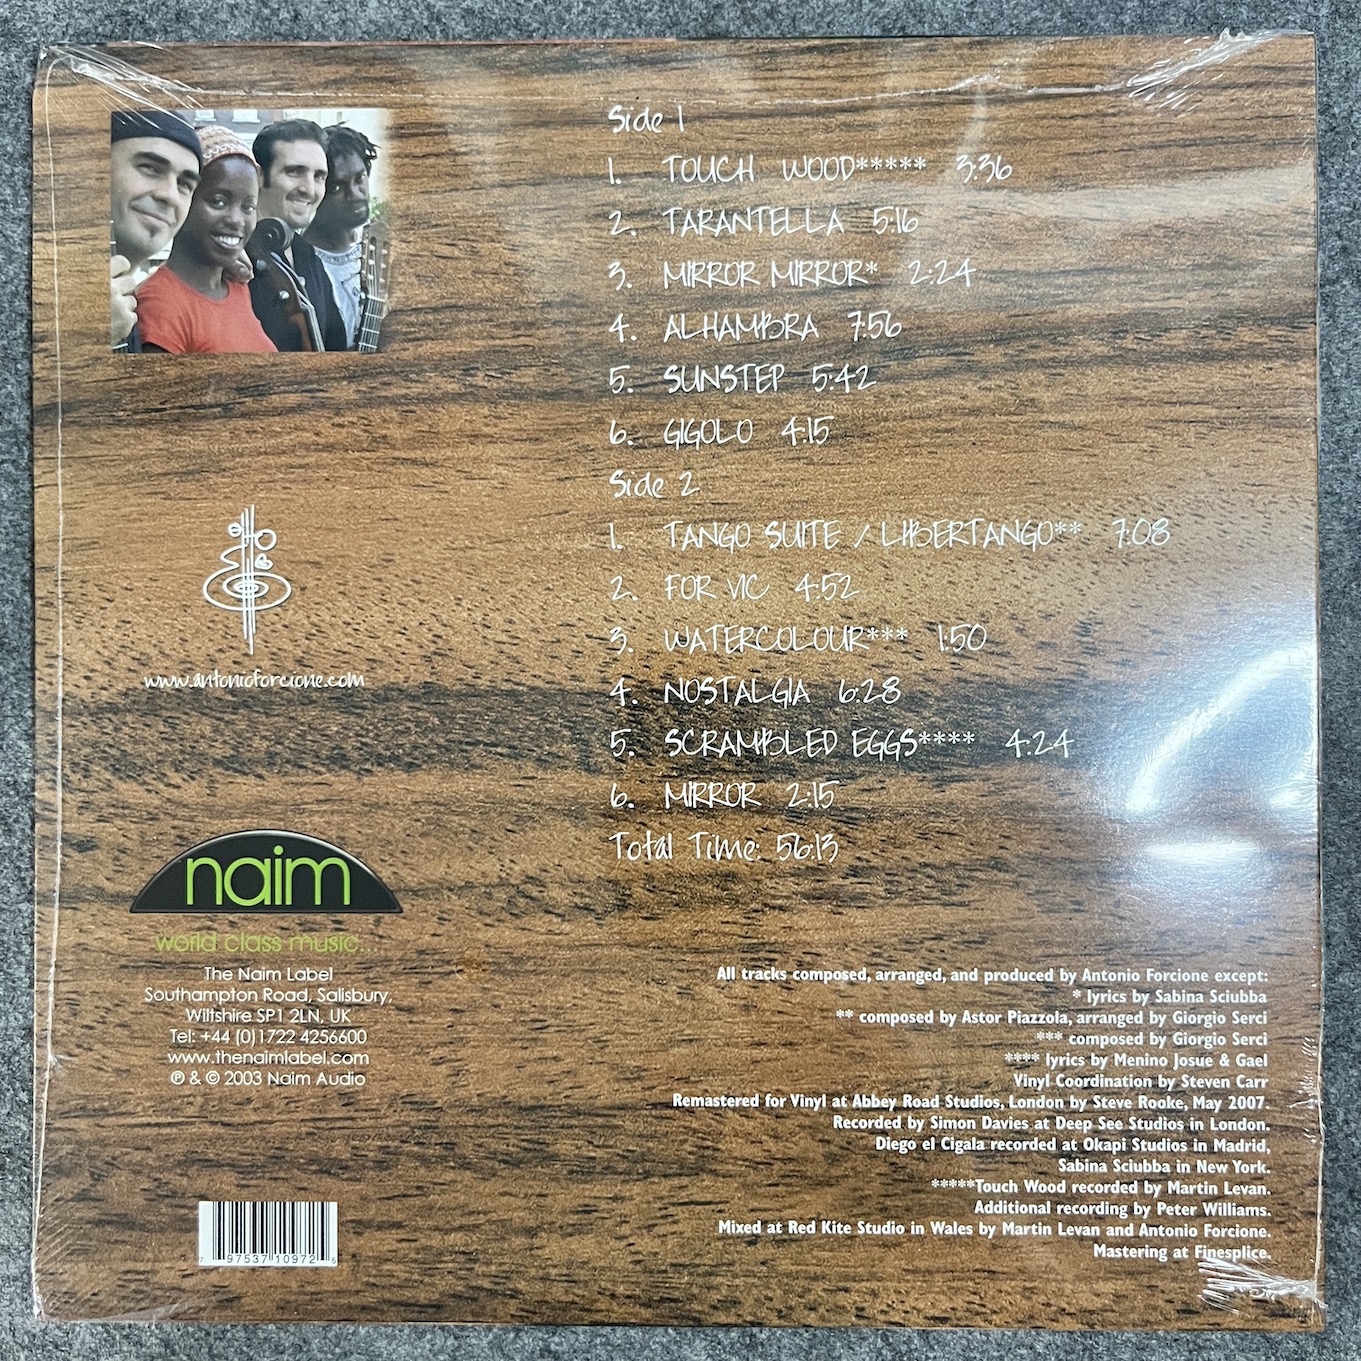 Side 1
1. TOUCH WOOD***** 3:36
2. TARANTELLA 5:16
3. MIRROR MIRROR* 2:24
4. ALHAMBRA 7:56
5. SUNSTEP 5:42
6. GIGOLO 4:15
Side 2
1. TANGO SUITE / LIBERTANGO** 7:08
2. FOR VIC 4:52
3. WATERCOLOUR*** 1:50
4. NOSTALGIA 6:28
5. SCRAMBLED EGGS**** 4:24
6. MIRROR 2:15
Total Time: 56:13
www.antonioforcione.com
naim
world class music...
The Naim Label
Southampton Road, Salisbury,
Wiltshire SP1 2LN, UK
Tel: +44 (0)1722 4256600
www.thenaimlabel.com
℗ & © 2003 Naim Audio
7 97537 10972 5
All tracks composed, arranged, and produced by Antonio Forcione except:
* lyrics by Sabina Sciubba
** composed by Astor Piazzola, arranged by Giorgio Serci
*** composed by Giorgio Serci
**** lyrics by Menino Josue & Gael
Vinyl Coordination by Steven Carr
Remastered for Vinyl at Abbey Road Studios, London by Steve Rooke, May 2007.
Recorded by Simon Davies at Deep See Studios in London.
Diego el Cigala recorded at Okapi Studios in Madrid,
Sabina Sciubba in New York.
*****Touch Wood recorded by Martin Levan.
Additional recording by Peter Williams.
Mixed at Red Kite Studio in Wales by Martin Levan and Antonio Forcione.
Mastering at Finesplice.